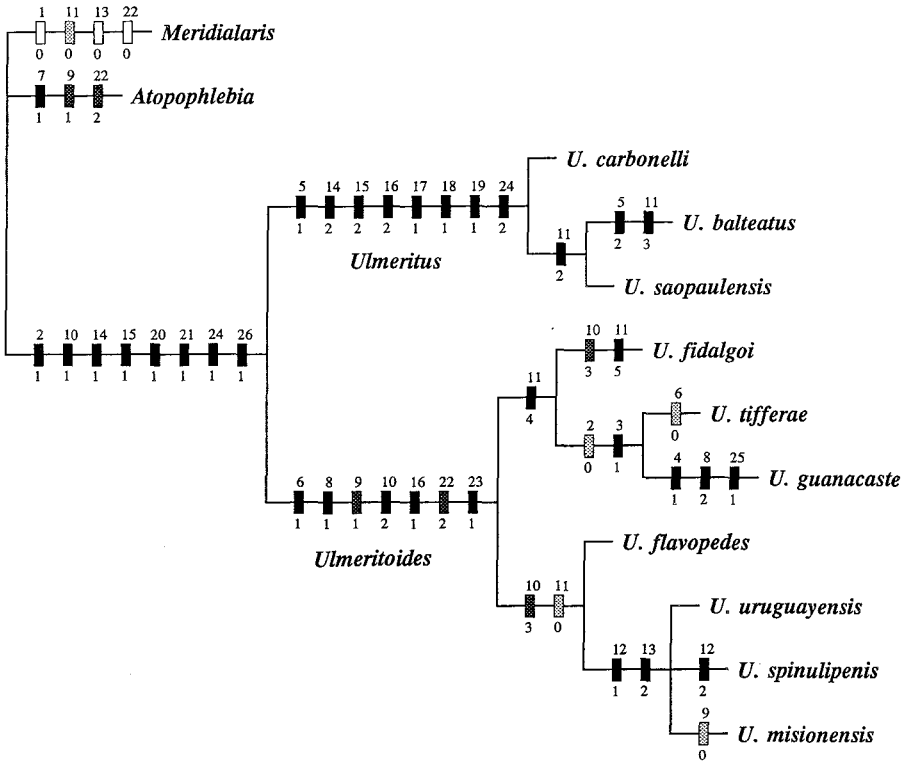 1 11 13 22
Meridialaris
0 0 0 0
7 9 22
Atopophlebia
1 1 2
U. carbonelli
5 14 15 16 17 18 19 24
1 2 2 2 1 1 1 2
Ulmeritus
5 11
U. balteatus
2 3
11
2
U. saopaulensis
2 10 14 15 20 21 24 26
1 1 1 1 1 1 1 1
10 11
U. fidalgoi
3 5
11
4
6
U. tifferae
0
2 3
0 1
4 8 25
U. guanacaste
1 2 1
6 8 9 10 16 22 23
1 1 1 2 1 2 1
Ulmeritoides
U. flavopedes
10 11
3 0
U. uruguayensis
12 13
1 2
12
U. spinulipenis
2
9
U. misionensis
0